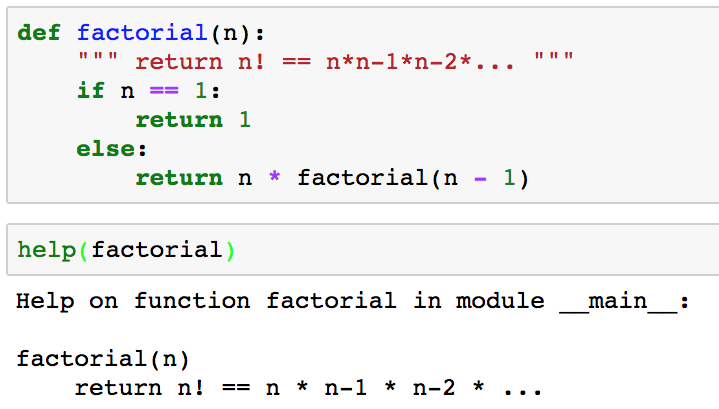 def factorial(n):
    """ return n! == n*n-1*n-2*... """
    if n == 1:
        return 1
    else:
        return n * factorial(n - 1)
help(factorial)
Help on function factorial in module __main__:
factorial(n)
    return n! == n * n-1 * n-2 * ...